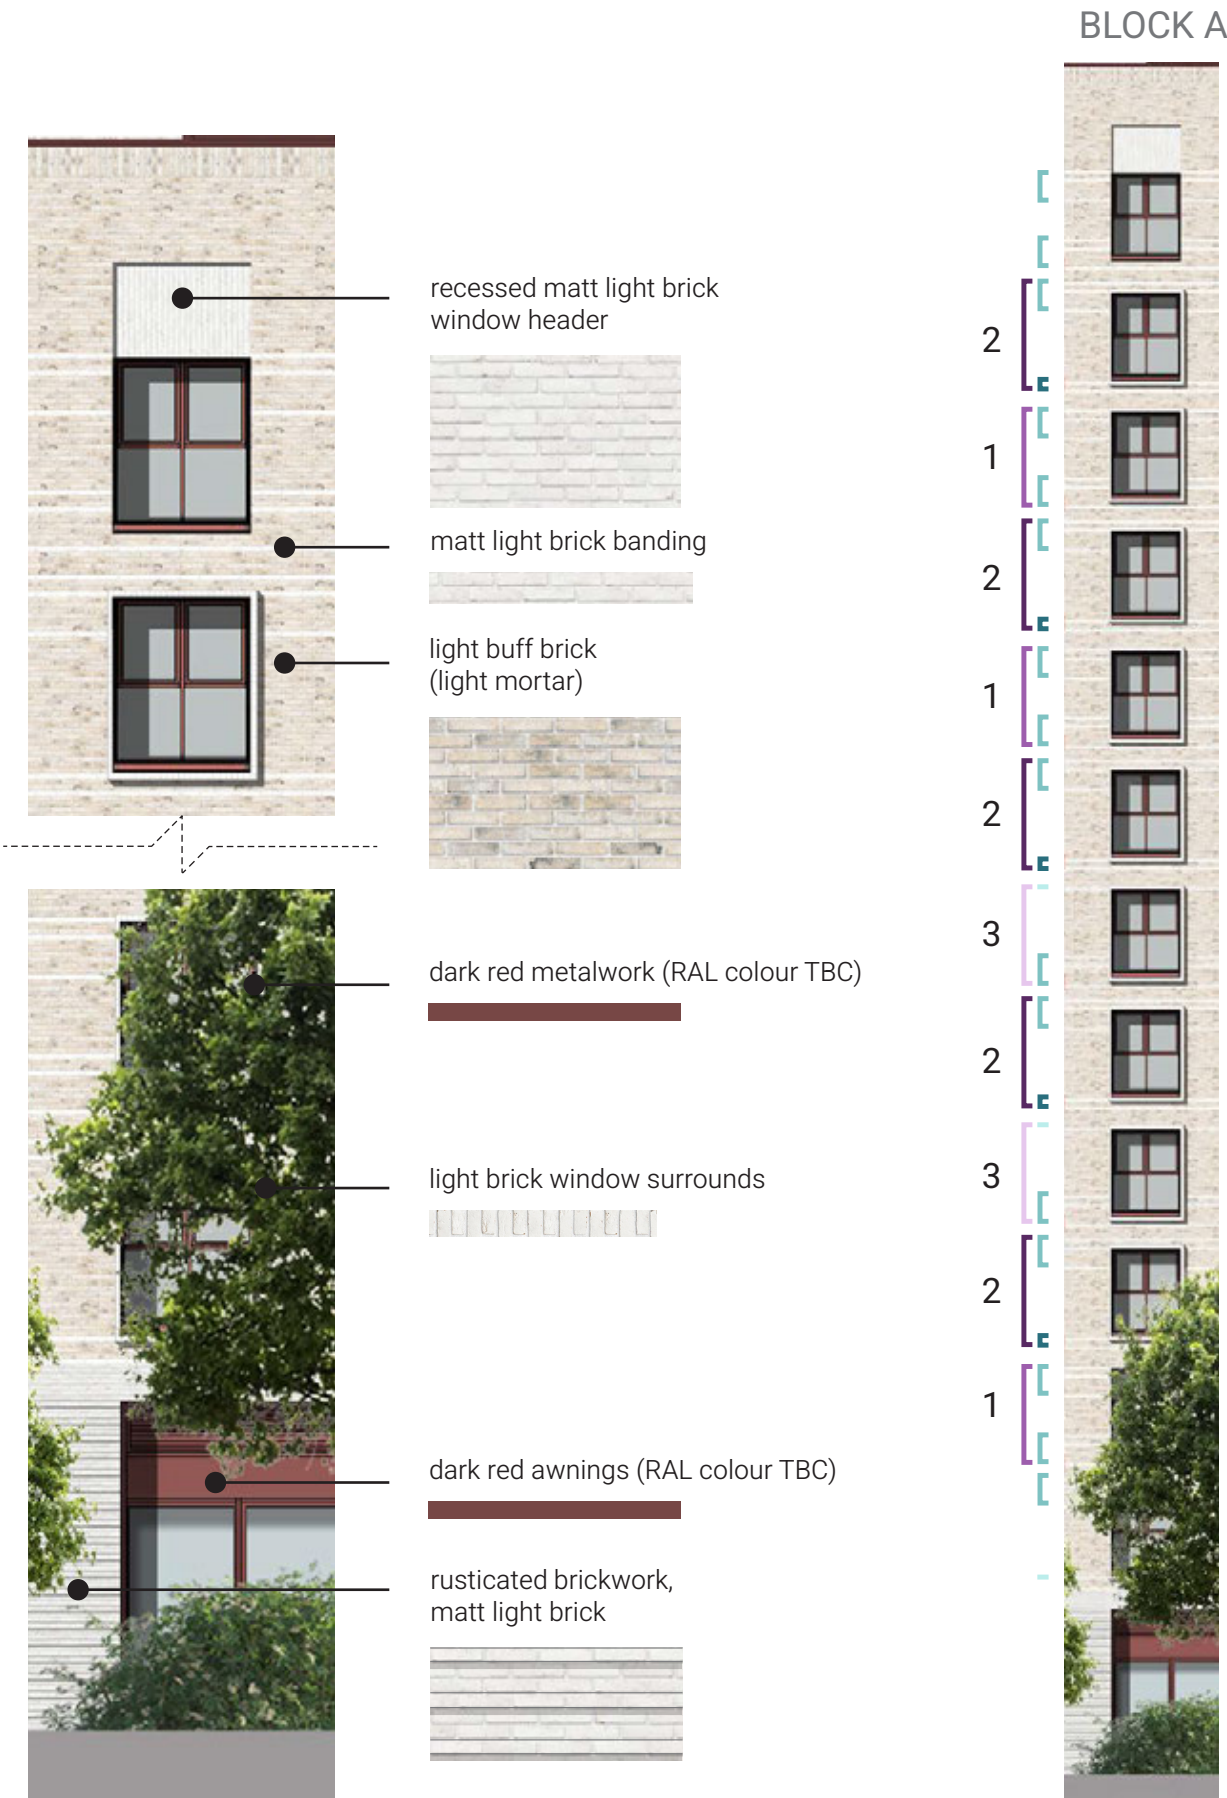 BLOCK A
recessed matt light brick
window header
matt light brick banding
light buff brick
(light mortar)
dark red metalwork (RAL colour TBC)
light brick window surrounds
dark red awnings (RAL colour TBC)
rusticated brickwork,
matt light brick
2
1
2
1
2
3
2
3
2
1